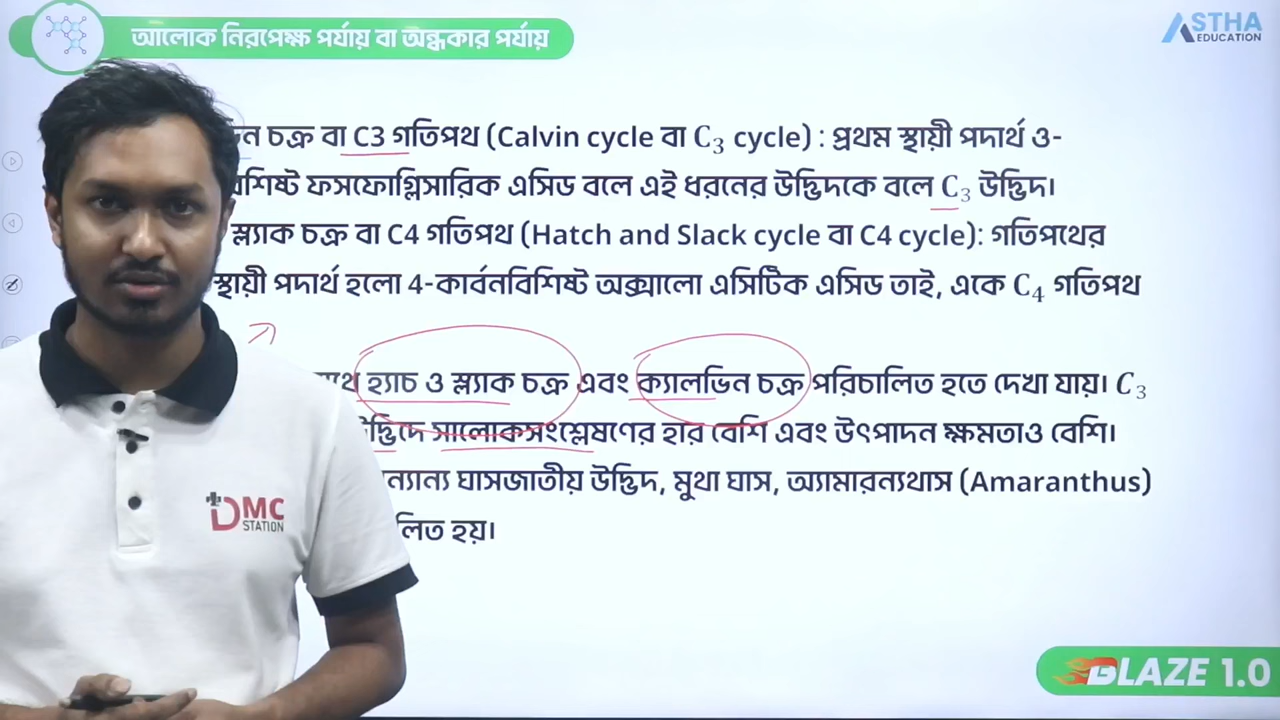 আলোক নিরপেক্ষ পর্যায় বা অন্ধকার পর্যায়
ASTHA
EDUCATION
চক্র বা C3 গতিপথ (Calvin cycle বা C₃ cycle) : প্রথম স্থায়ী পদার্থ ৩-
ফসফোগ্লিসারিক এসিড বলে এই ধরনের উদ্ভিদকে বলে C₃ উদ্ভিদ।
স্ল্যাক চক্র বা C4 গতিপথ (Hatch and Slack cycle বা C4 cycle): গতিপথের
স্থায়ী পদার্থ হলো 4-কার্বনবিশিষ্ট অক্সালো এসিটিক এসিড তাই, একে C₄ গতিপথ
হ্যাচ ও স্ল্যাক চক্র এবং ক্যালভিন চক্র পরিচালিত হতে দেখা যায়। C₃
সালোকসংশ্লেষণের হার বেশি এবং উৎপাদন ক্ষমতাও বেশি।
ঘাসজাতীয় উদ্ভিদ, মুথা ঘাস, অ্যামারন্যথাস (Amaranthus)
হয়।
DMC
STATION
BLAZE 1.0